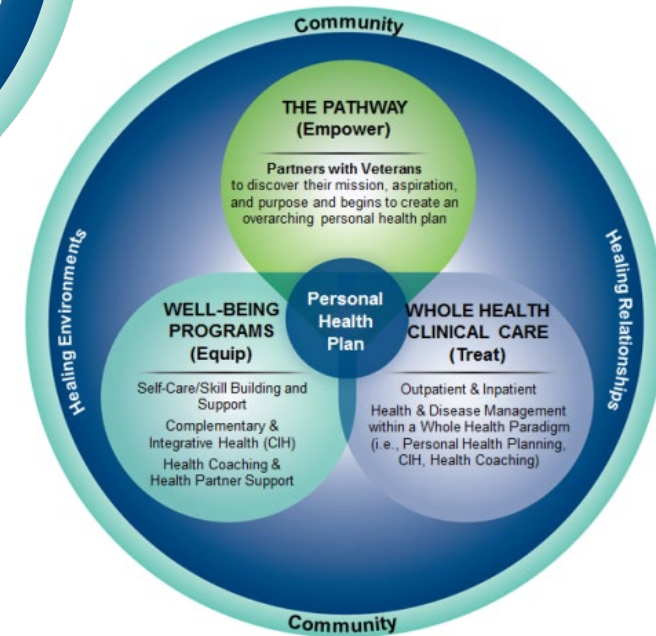 Community
THE PATHWAY
(Empower)
Partners with Veterans
to discover their mission, aspiration,
and purpose and begins to create an
overarching personal health plan
Healing Environments
Healing Relationships
Personal
Health
Plan
WELL-BEING
PROGRAMS
(Equip)
Self-Care/Skill Building and
Support
Complementary &
Integrative Health (CIH)
Health Coaching &
Health Partner Support
WHOLE HEALTH
CLINICAL CARE
(Treat)
Outpatient & Inpatient
Health & Disease Management
within a Whole Health Paradigm
(i.e., Personal Health Planning,
CIH, Health Coaching)
Community